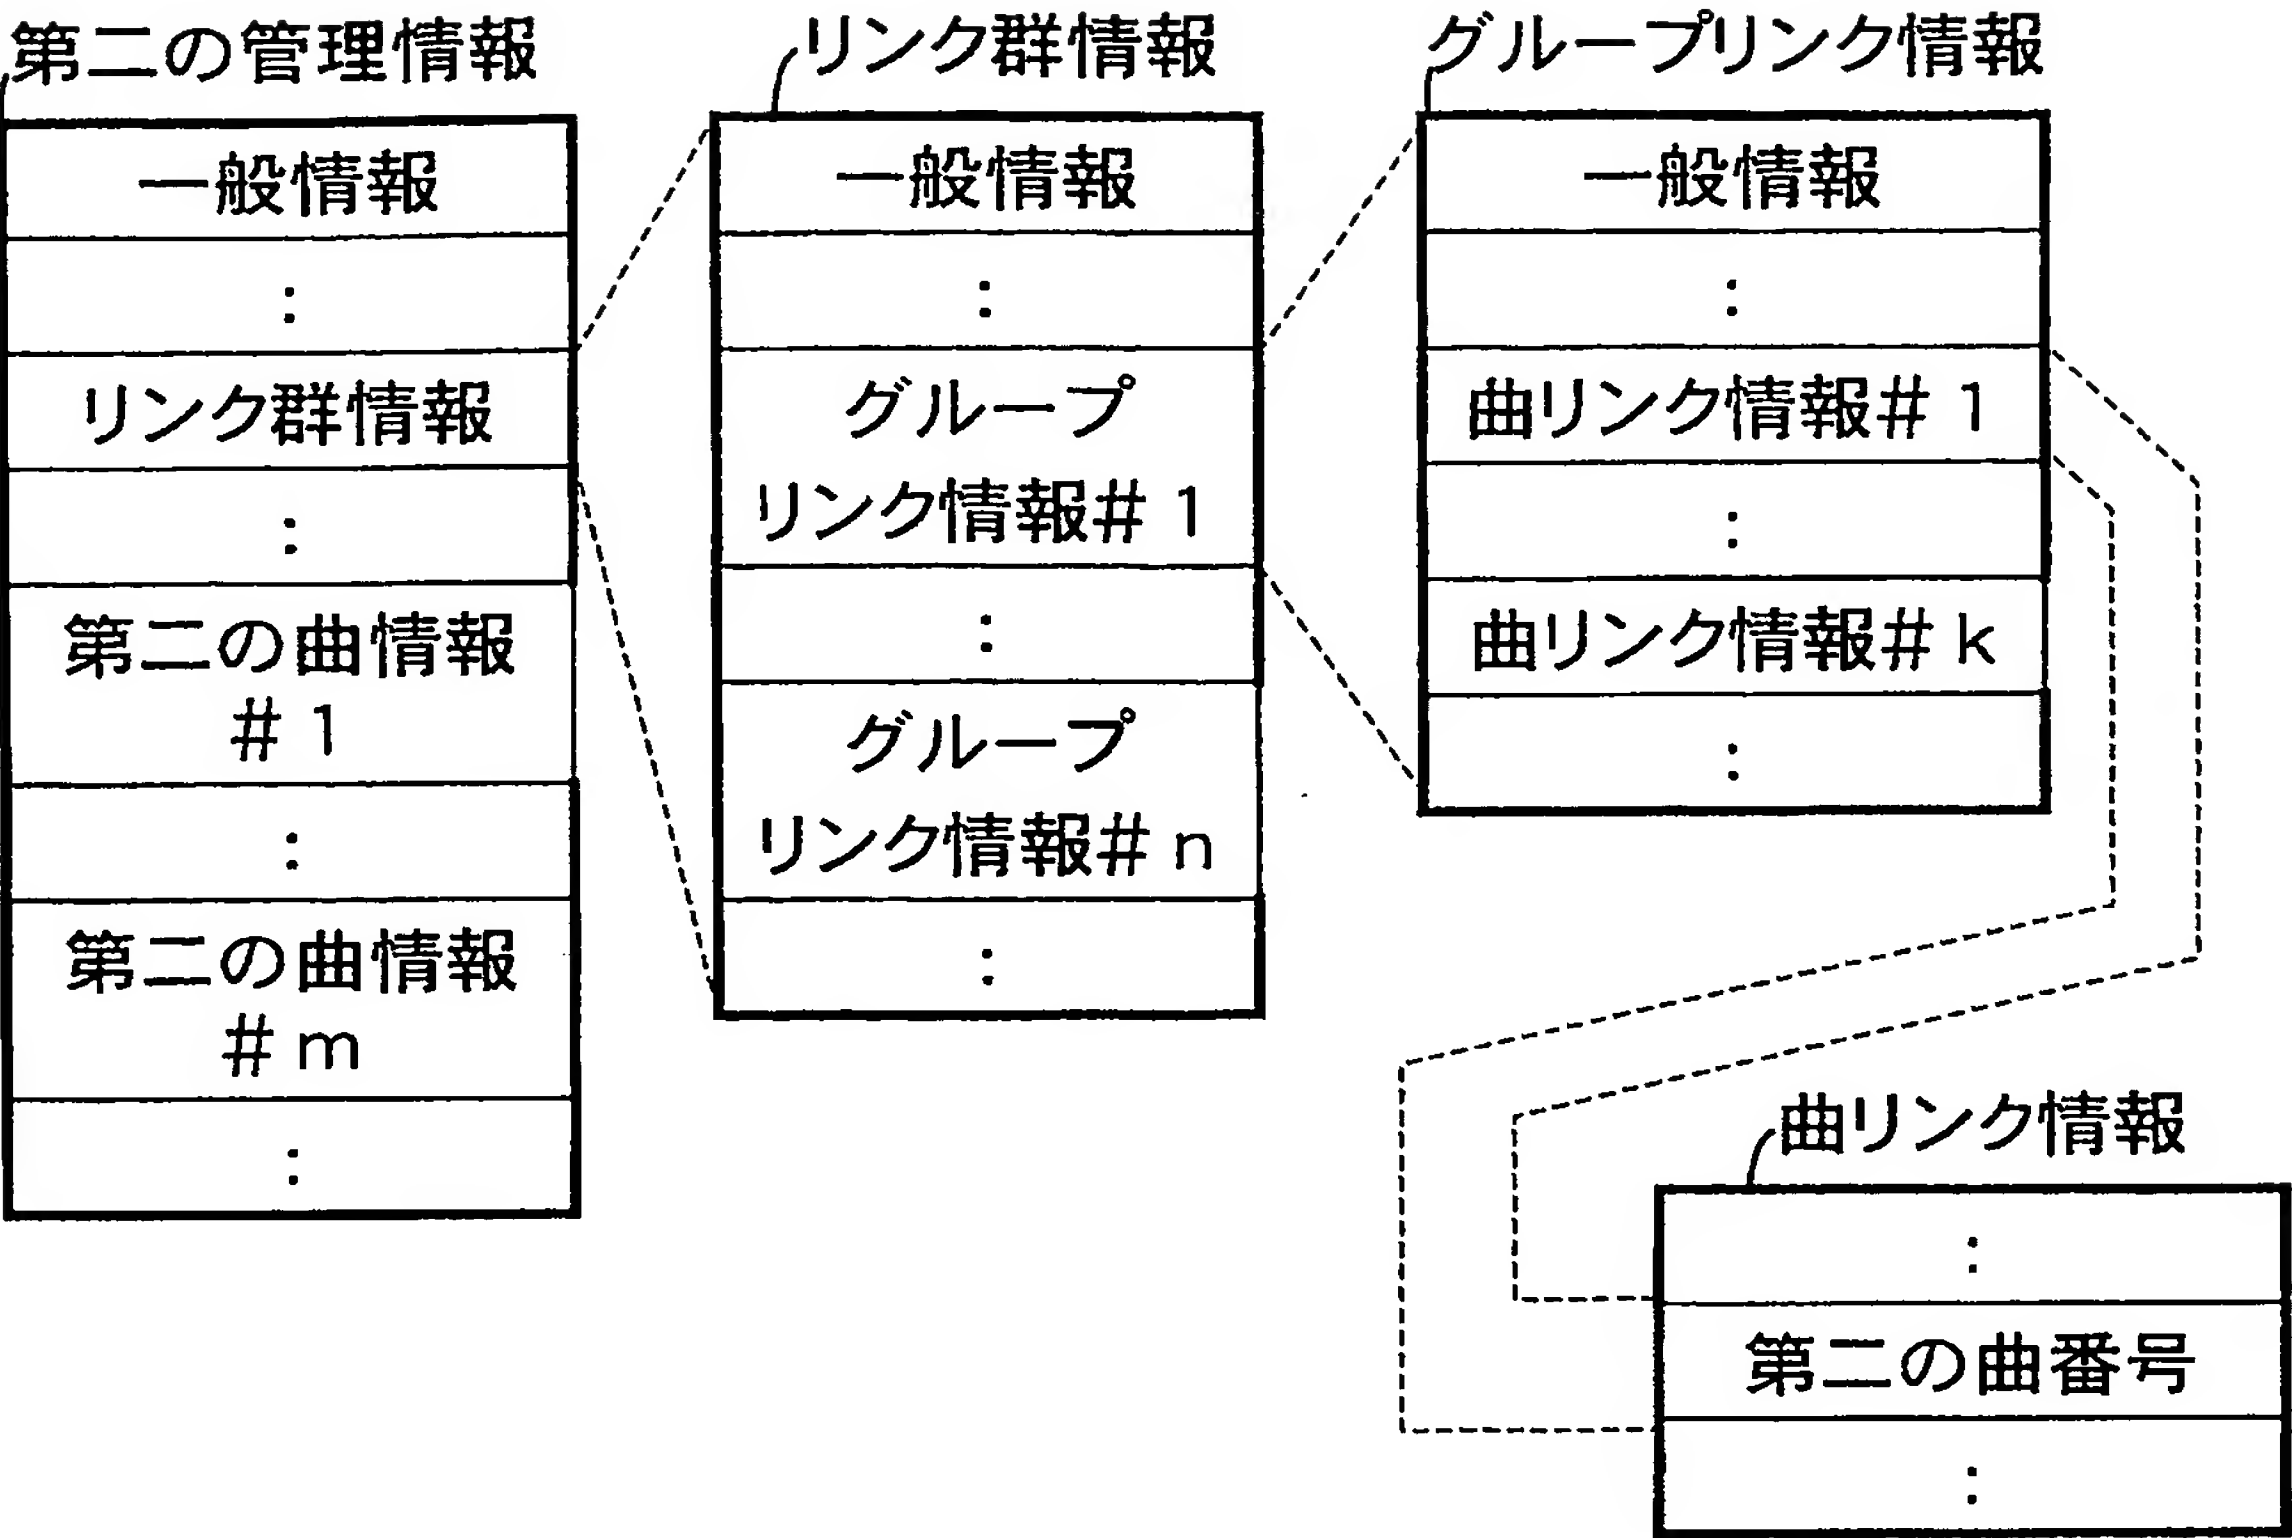 第二の管理情報
一般情報
:
リンク群情報
:
第二の曲情報
#1
:
第二の曲情報
#m
:
リンク群情報
一般情報
:
グループ
リンク情報#1
:
グループ
リンク情報#n
:
グループリンク情報
一般情報
:
曲リンク情報#1
:
曲リンク情報#k
:
曲リンク情報
:
第二の曲番号
: